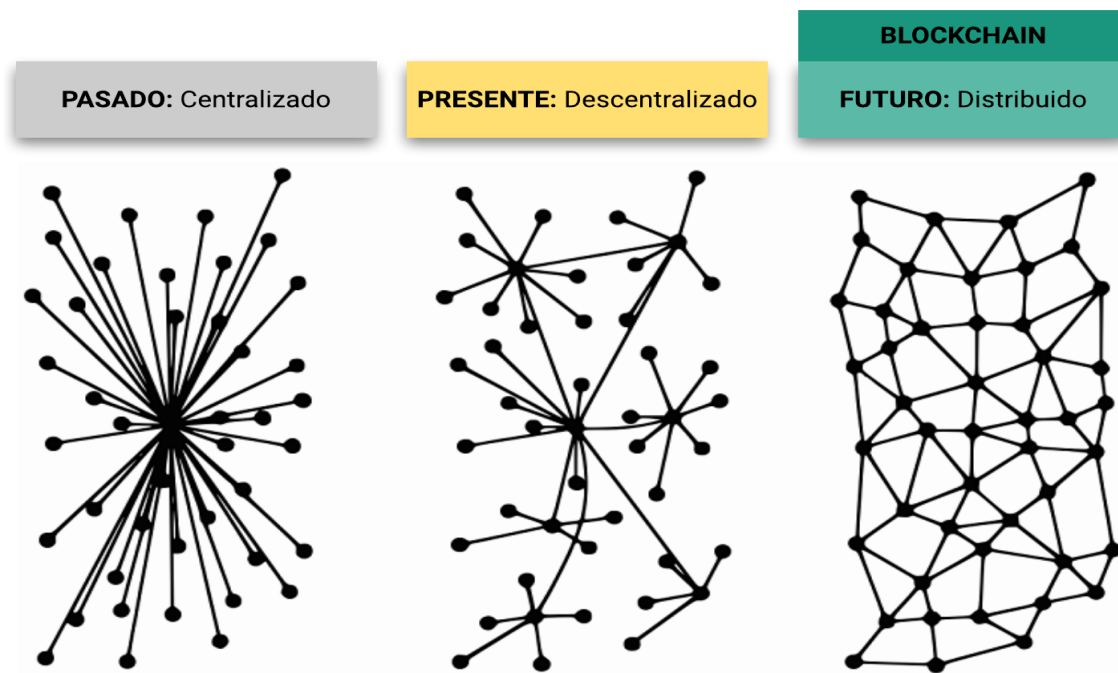 BLOCKCHAIN
PASADO: Centralizado
PRESENTE: Descentralizado
FUTURO: Distribuido